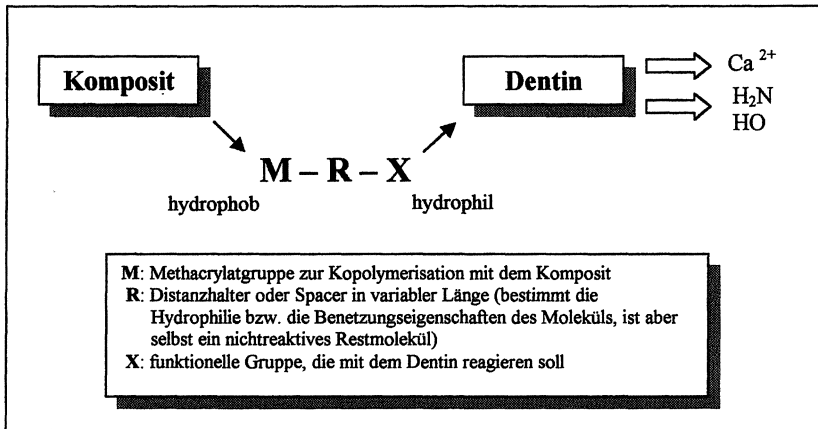 Komposit
Dentin
Ca 2+
H2N
HO
M – R – X
hydrophob
hydrophil
M: Methacrylatgruppe zur Kopolymerisation mit dem Komposit
R: Distanzhalter oder Spacer in variabler Länge (bestimmt die
Hydrophilie bzw. die Benetzungseigenschaften des Moleküls, ist aber
selbst ein nichtreaktives Restmolekül)
X: funktionelle Gruppe, die mit dem Dentin reagieren soll